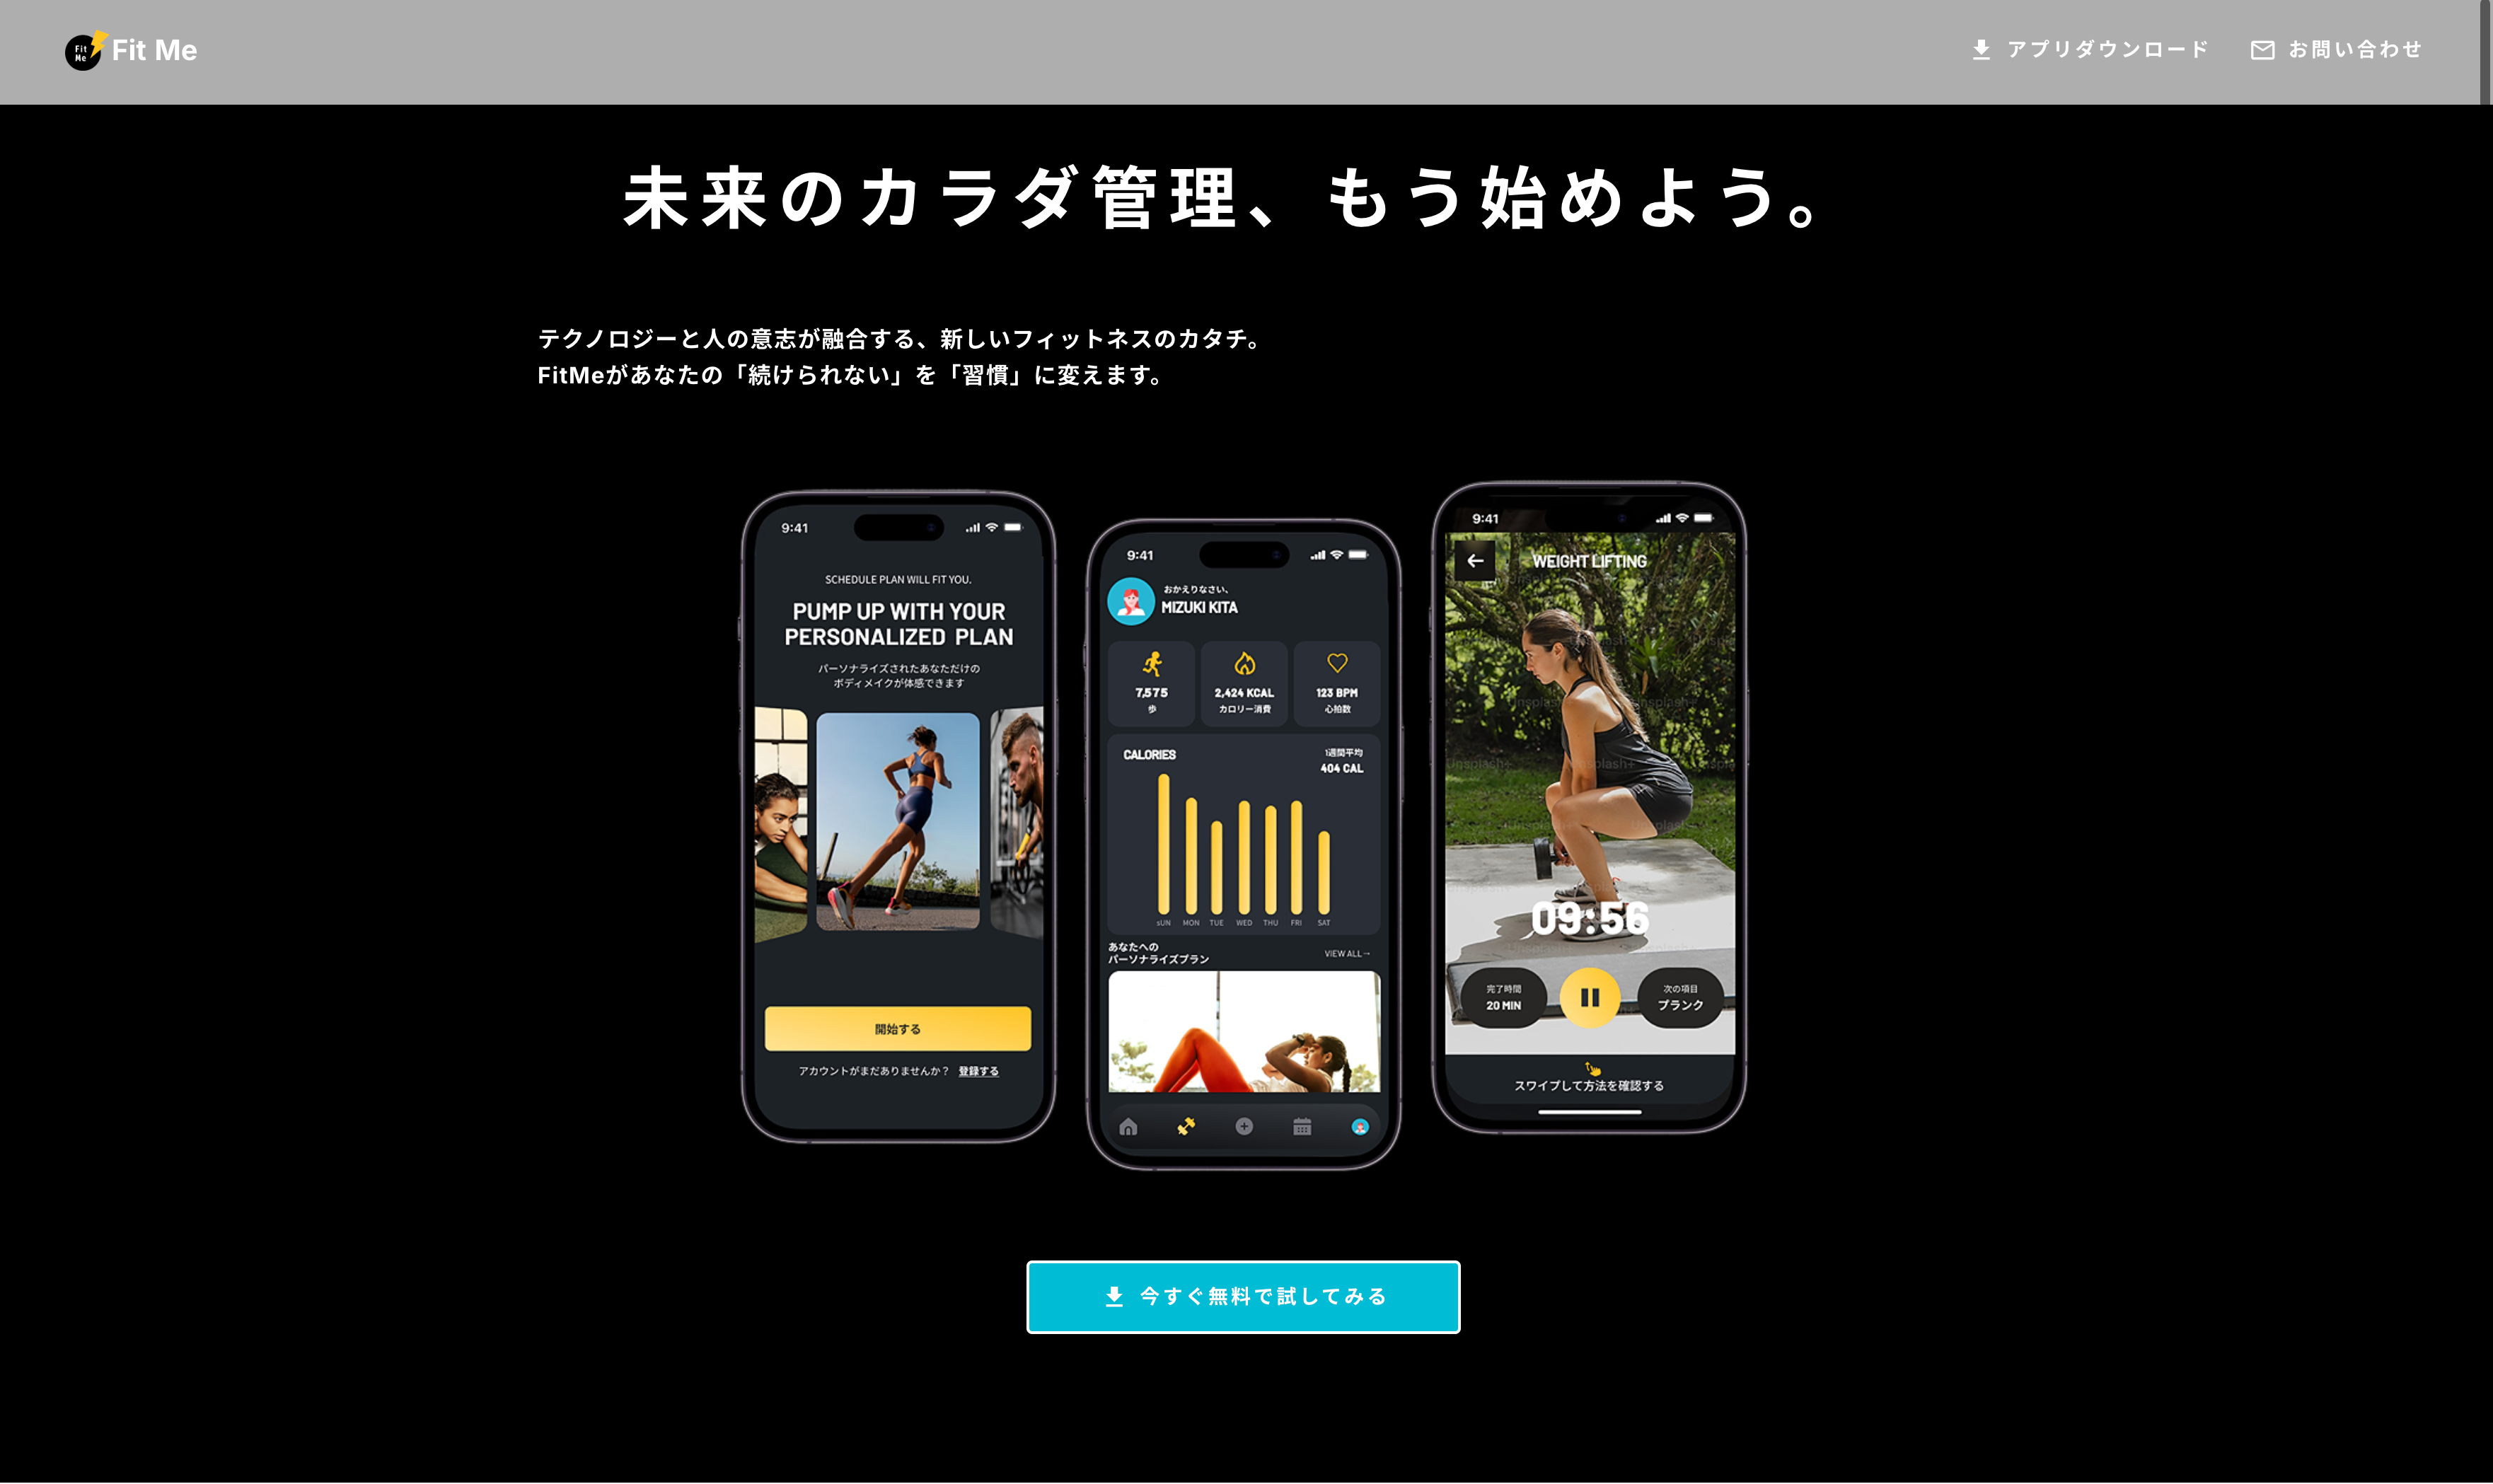 Fit Me
Fit Me
アプリダウンロード
お問い合わせ
未来のカラダ管理、もう始めよう。
テクノロジーと人の意志が融合する、新しいフィットネスのカタチ。
FitMeがあなたの「続けられない」を「習慣」に変えます。
9:41
SCHEDULE PLAN WILL FIT YOU.
PUMP UP WITH YOUR
PERSONALIZED PLAN
パーソナライズされたあなただけの
ボディメイクが体感できます
開始する
アカウントがまだありませんか? 登録する
9:41
おかえりなさい、
MIZUKI KITA
7,575
歩
2,424 KCAL
カロリー消費
123 BPM
心拍数
CALORIES
1週間平均
404 CAL
sUN MON TUE WED THU FRI SAT
あなたへの
パーソナライズプラン
VIEW ALL→
9:41
WEIGHT LIFTING
Unsplash+
09:56
完了時間
20 MIN
次の項目
プランク
スワイプして方法を確認する
今すぐ無料で試してみる